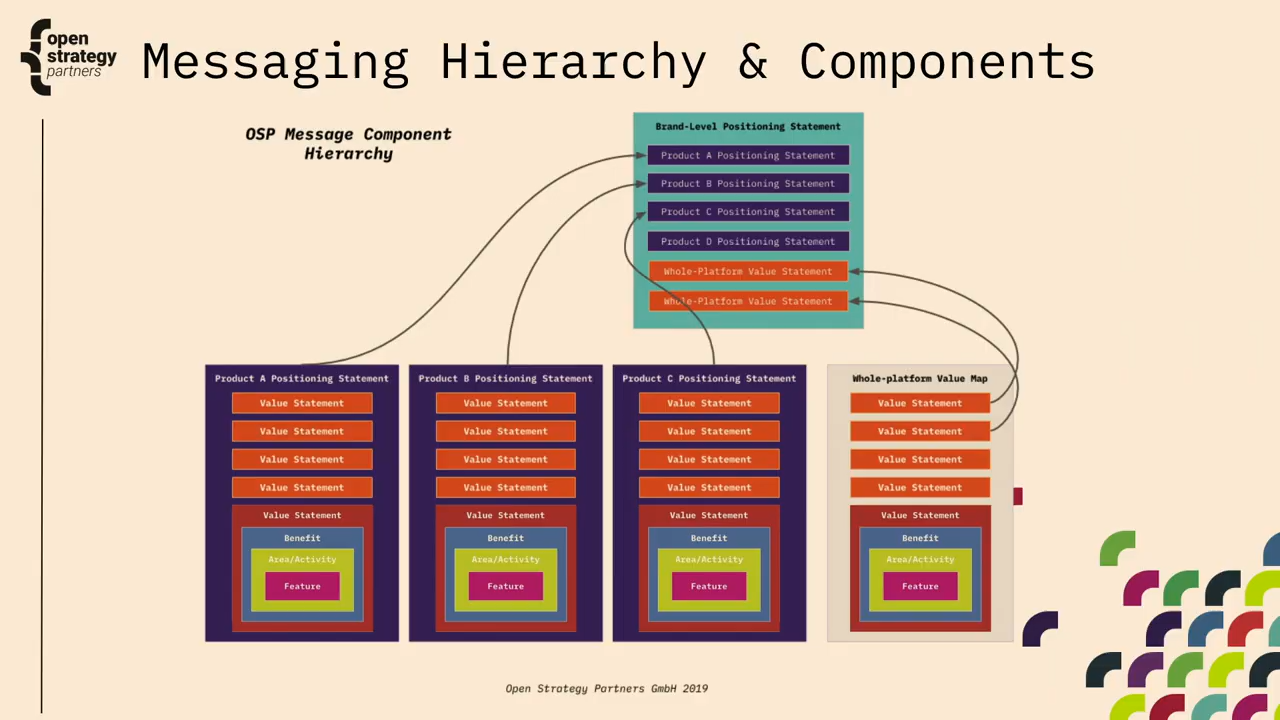 open
strategy
partners
Messaging Hierarchy & Components
OSP Message Component
Hierarchy
Brand-Level Positioning Statement
Product A Positioning Statement
Product B Positioning Statement
Product C Positioning Statement
Product D Positioning Statement
Whole-Platform Value Statement
Whole-Platform Value Statement
Product A Positioning Statement
Value Statement
Value Statement
Value Statement
Value Statement
Value Statement
Benefit
Area/Activity
Feature
Product B Positioning Statement
Value Statement
Value Statement
Value Statement
Value Statement
Value Statement
Benefit
Area/Activity
Feature
Product C Positioning Statement
Value Statement
Value Statement
Value Statement
Value Statement
Value Statement
Benefit
Area/Activity
Feature
Whole-platform Value Map
Value Statement
Value Statement
Value Statement
Value Statement
Value Statement
Benefit
Area/Activity
Feature
Open Strategy Partners GmbH 2019